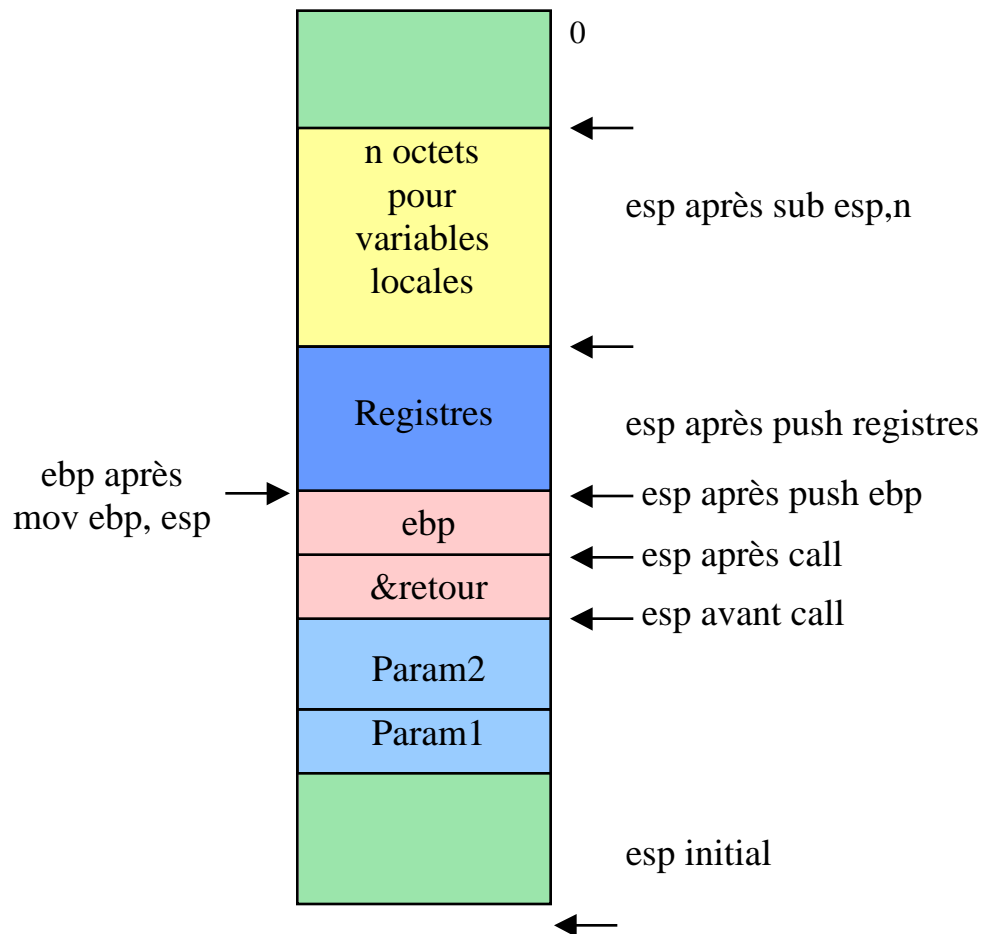 0
n octets
pour
variables
locales
esp après sub esp,n
Registres
esp après push registres
ebp après
mov ebp, esp
esp après push ebp
ebp
esp après call
&retour
esp avant call
Param2
Param1
esp initial